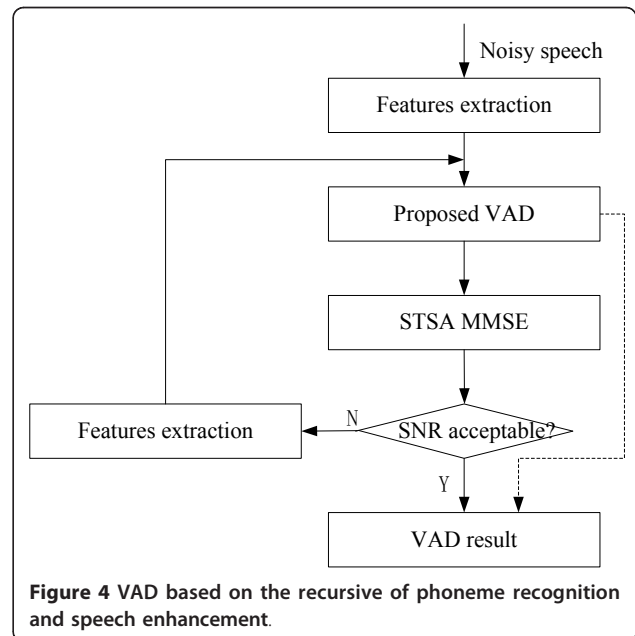 Noisy speech
Features extraction
Proposed VAD
STSA MMSE
Features extraction
N
SNR acceptable?
Y
VAD result
Figure 4 VAD based on the recursive of phoneme recognition
and speech enhancement.